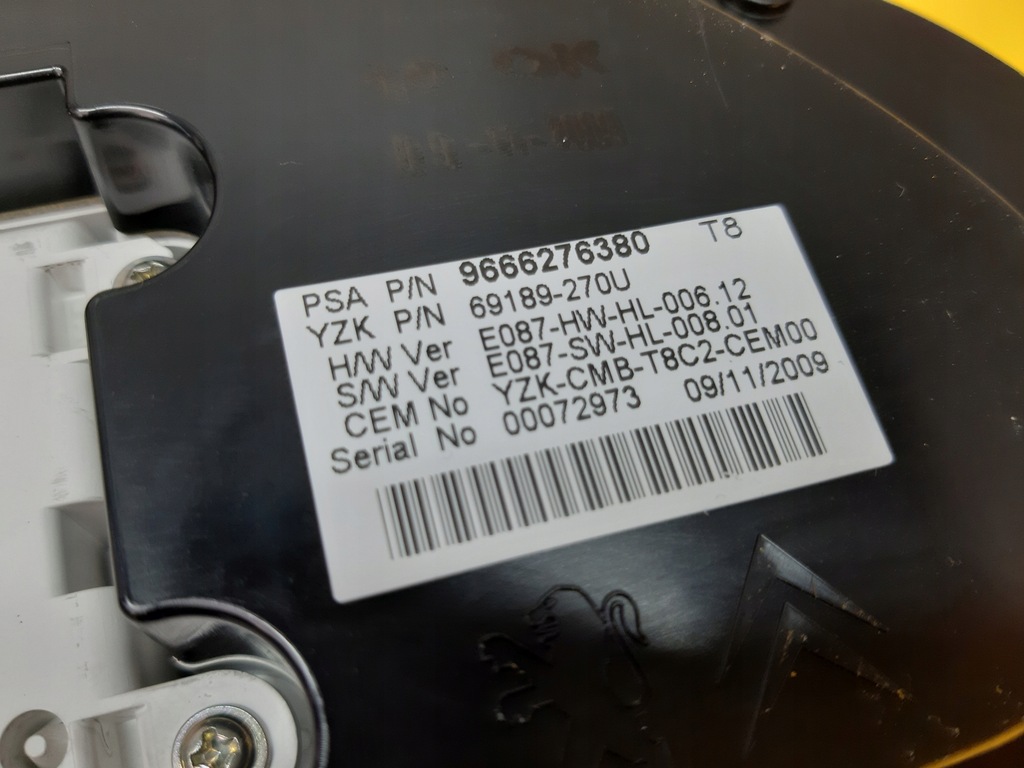 PSA P/N 9666276380 T8
YZK P/N 69189-270U
H/W Ver E087-HW-HL-006.12
S/W Ver E087-SW-HL-008.01
CEM No YZK-CMB-T8C2-CEM00
Serial No 00072973 09/11/2009